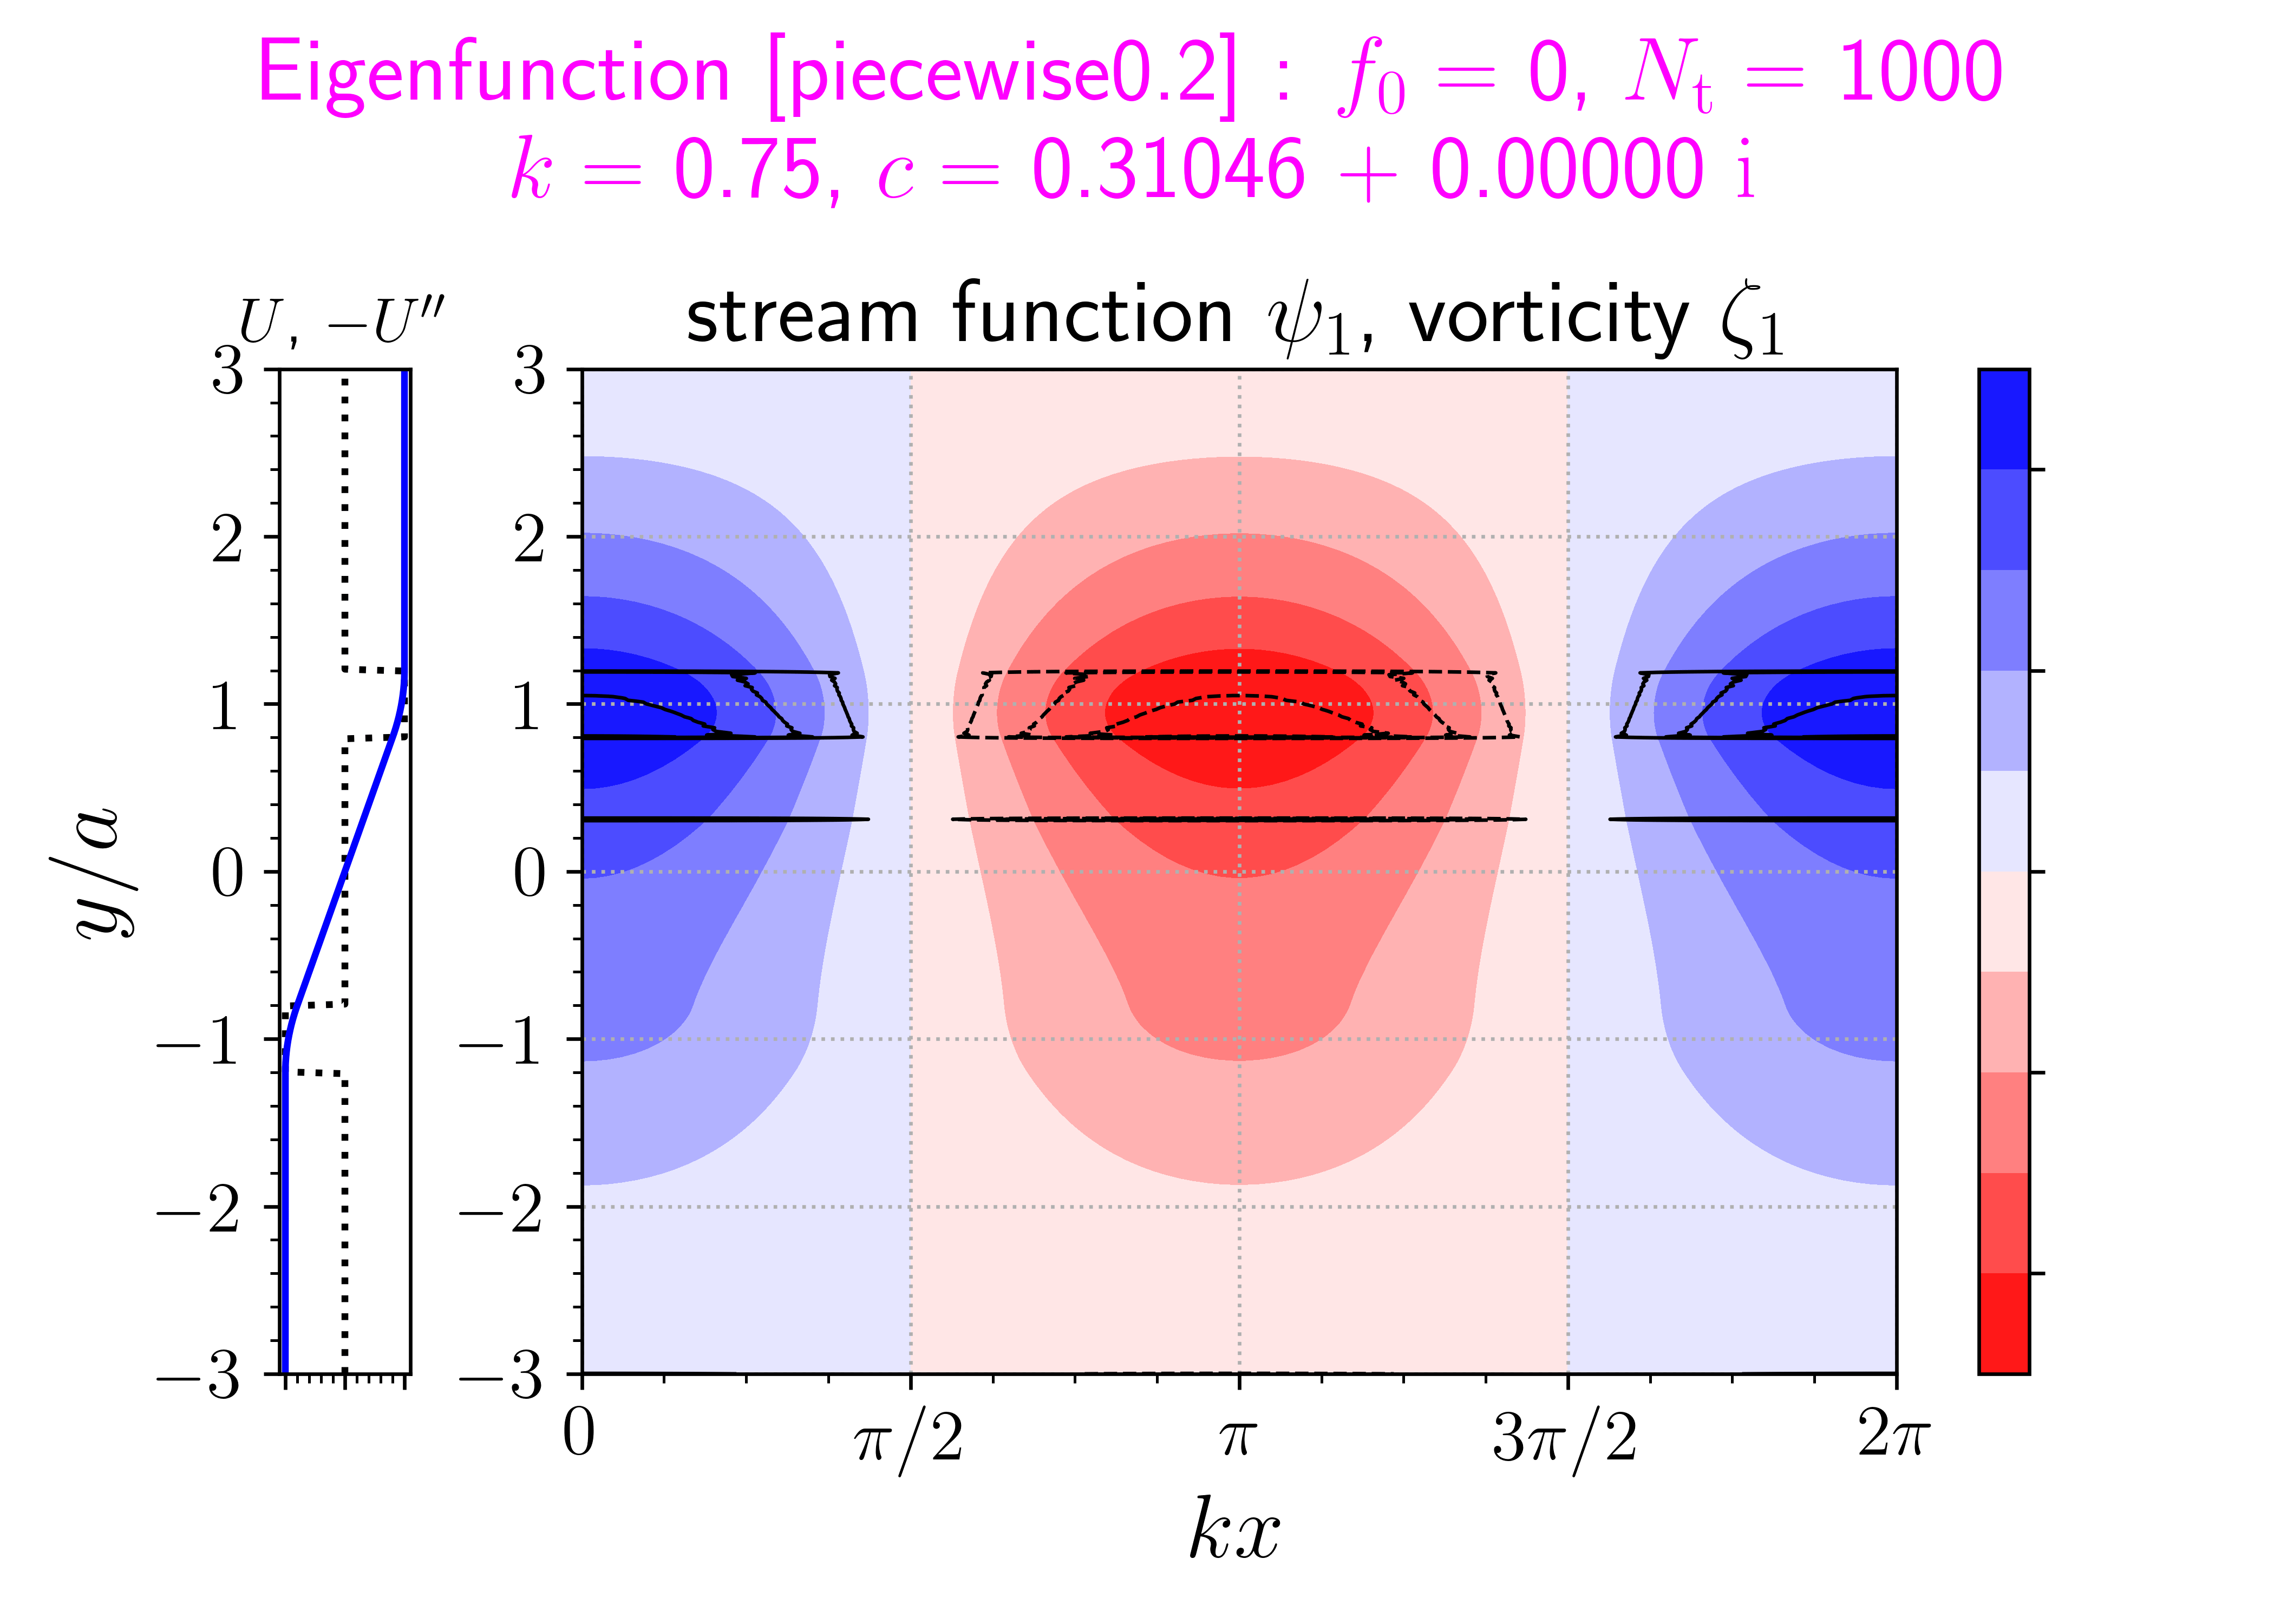 Eigenfunction [piecewise0.2] : f₀ = 0, Nₜ = 1000
k = 0.75, c = 0.31046 + 0.00000 i
U, −U″
stream function ψ₁, vorticity ζ₁
3
2
1
0
−1
−2
−3
3
2
1
0
−1
−2
−3
y/a
0
π/2
π
3π/2
2π
kx